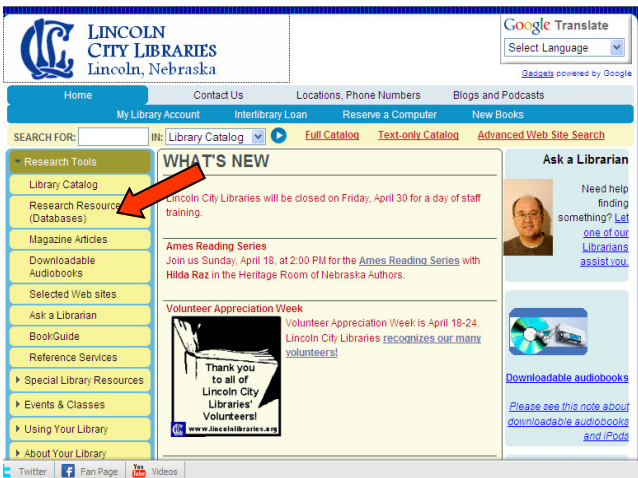 LINCOLN
CITY LIBRARIES
Lincoln, Nebraska
Google Translate
Select Language
Gadgets powered by Google
Home
Contact Us
Locations, Phone Numbers
Blogs and Podcasts
My Library Account
Interlibrary Loan
Reserve a Computer
New Books
SEARCH FOR:
IN: Library Catalog
Full Catalog
Text-only Catalog
Advanced Web Site Search
Research Tools
Library Catalog
Research Resource
(Databases)
Magazine Articles
Downloadable
Audiobooks
Selected Web sites
Ask a Librarian
BookGuide
Reference Services
Special Library Resources
Events & Classes
Using Your Library
About Your Library
WHAT'S NEW
Lincoln City Libraries will be closed on Friday, April 30 for a day of staff
training.
Ames Reading Series
Join us Sunday, April 18, at 2:00 PM for the Ames Reading Series with
Hilda Raz in the Heritage Room of Nebraska Authors.
Volunteer Appreciation Week
Volunteer Appreciation Week is April 18-24.
Lincoln City Libraries recognizes our many
volunteers!
Thank you
to all of
Lincoln City
Libraries'
Volunteers!
www.lincolnlibraries.org
Ask a Librarian
Need help
finding
something? Let
one of our
Librarians
assist you.
Downloadable audiobooks
Please see this note about
downloadable audiobooks
and iPods
Twitter
Fan Page
You
Tube
Videos